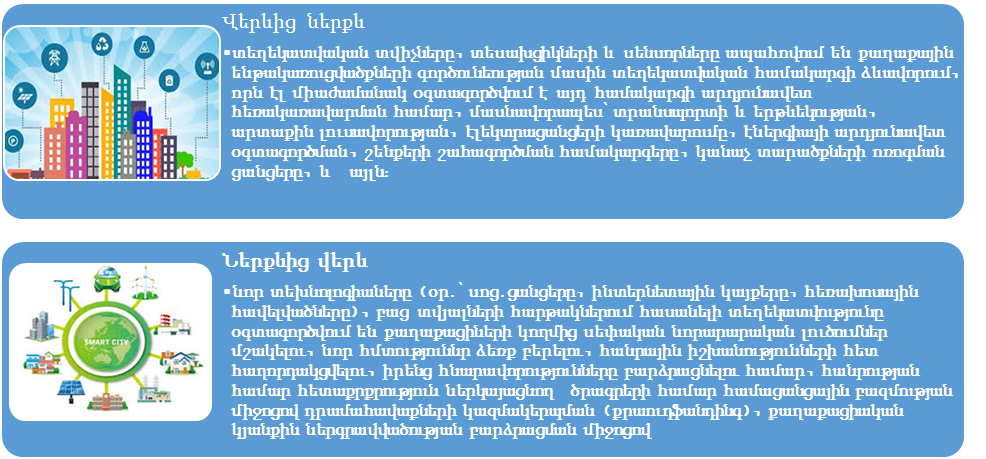 Վերևից ներքև
▪տեղեկատվական տվիչները, տեսախցիկների և սենսորները ապահովում են քաղաքային
ենթակառուցվածքների գործունեության մասին տեղեկատվական համակարգի ձևավորում,
որն էլ միաժամանակ օգտագործվում է այդ համակարգի արդյունավետ
հեռակառավարման համար, մասնավորապես` տրանսպորտի և երթևեկության,
արտաքին լուսավորության, էլեկտրացանցերի կառավարումը, էներգիայի արդյունավետ
օգտագործման, շենքերի շահագործման համակարգերը, կանաչ տարածքների ոռոգման
ցանցերը, և այլն:
Ներքևից վերև
▪նոր տեխնոլոգիաները (օր.` սոց.ցանցերը, ինտերնետային կայքերը, հեռախոսային
հավելվածները), բաց տվյալների հարթակներում հասանելի տեղեկատվությունը
օգտագործվում են քաղաքացիների կողմից սեփական նորարարական լուծումներ
մշակելու, նոր հմտություննր ձեռք բերելու, հանրային իշխանությունների հետ
հաղորդակցվելու, իրենց հնարավորությունները բարձրացնելու համար, հանրության
համար հետաքրքրություն ներկայացնող ծրագրերի համար համացանցային բազմության
միջոցով դրամահավաքների կազմակերպման (քրաուդֆանդինգ), քաղաքացիական
կյանքին ներգրավվածության բարձրացման միջոցով
SMART CITY